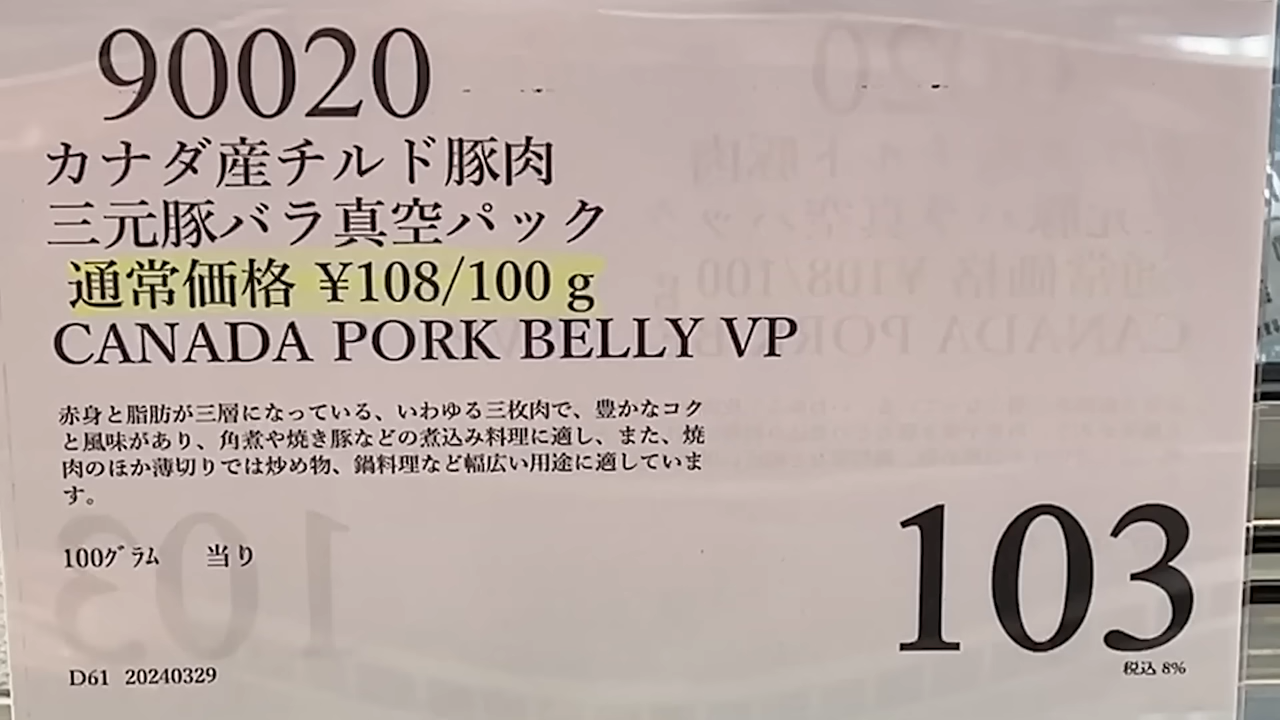 90020
カナダ産チルド豚肉
三元豚バラ真空パック
通常価格 ¥108/100 g
CANADA PORK BELLY VP
赤身と脂肪が三層になっている、いわゆる三枚肉で、豊かなコク
と風味があり、角煮や焼き豚などの煮込み料理に適し、また、焼
肉のほか薄切りでは炒め物、鍋料理など幅広い用途に適していま
す。
100グラム 当り
103
税込 8%
D61 20240329